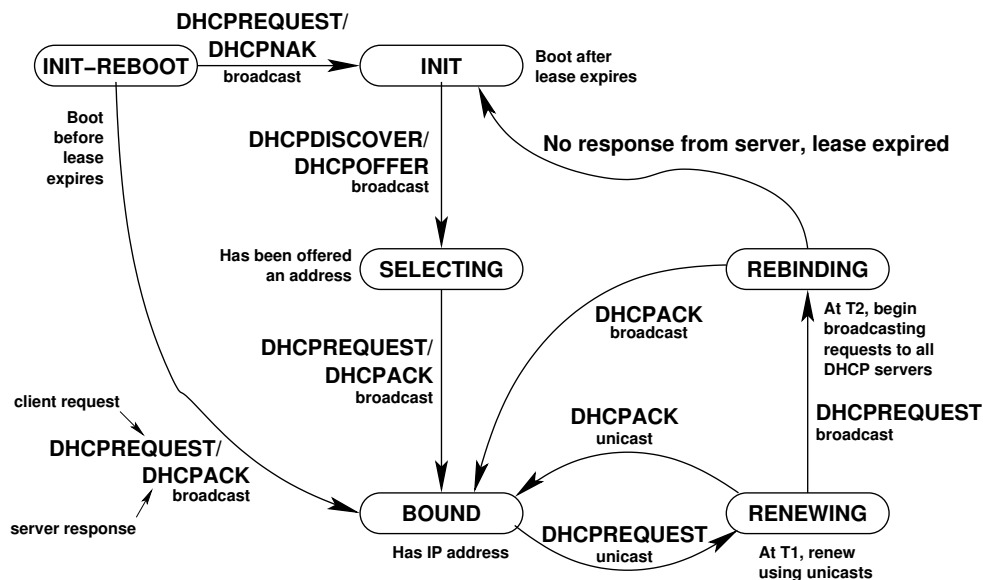 DHCPREQUEST/
DHCPNAK
broadcast
INIT−REBOOT
INIT
Boot after
lease expires
Boot
before
lease
expires
DHCPDISCOVER/
DHCPOFFER
broadcast
No response from server, lease expired
Has been offered
an address
SELECTING
REBINDING
DHCPACK
broadcast
At T2, begin
broadcasting
requests to all
DHCP servers
DHCPREQUEST/
DHCPACK
broadcast
client request
DHCPREQUEST/
DHCPACK
broadcast
server response
DHCPACK
unicast
DHCPREQUEST
broadcast
BOUND
Has IP address
DHCPREQUEST
unicast
RENEWING
At T1, renew
using unicasts